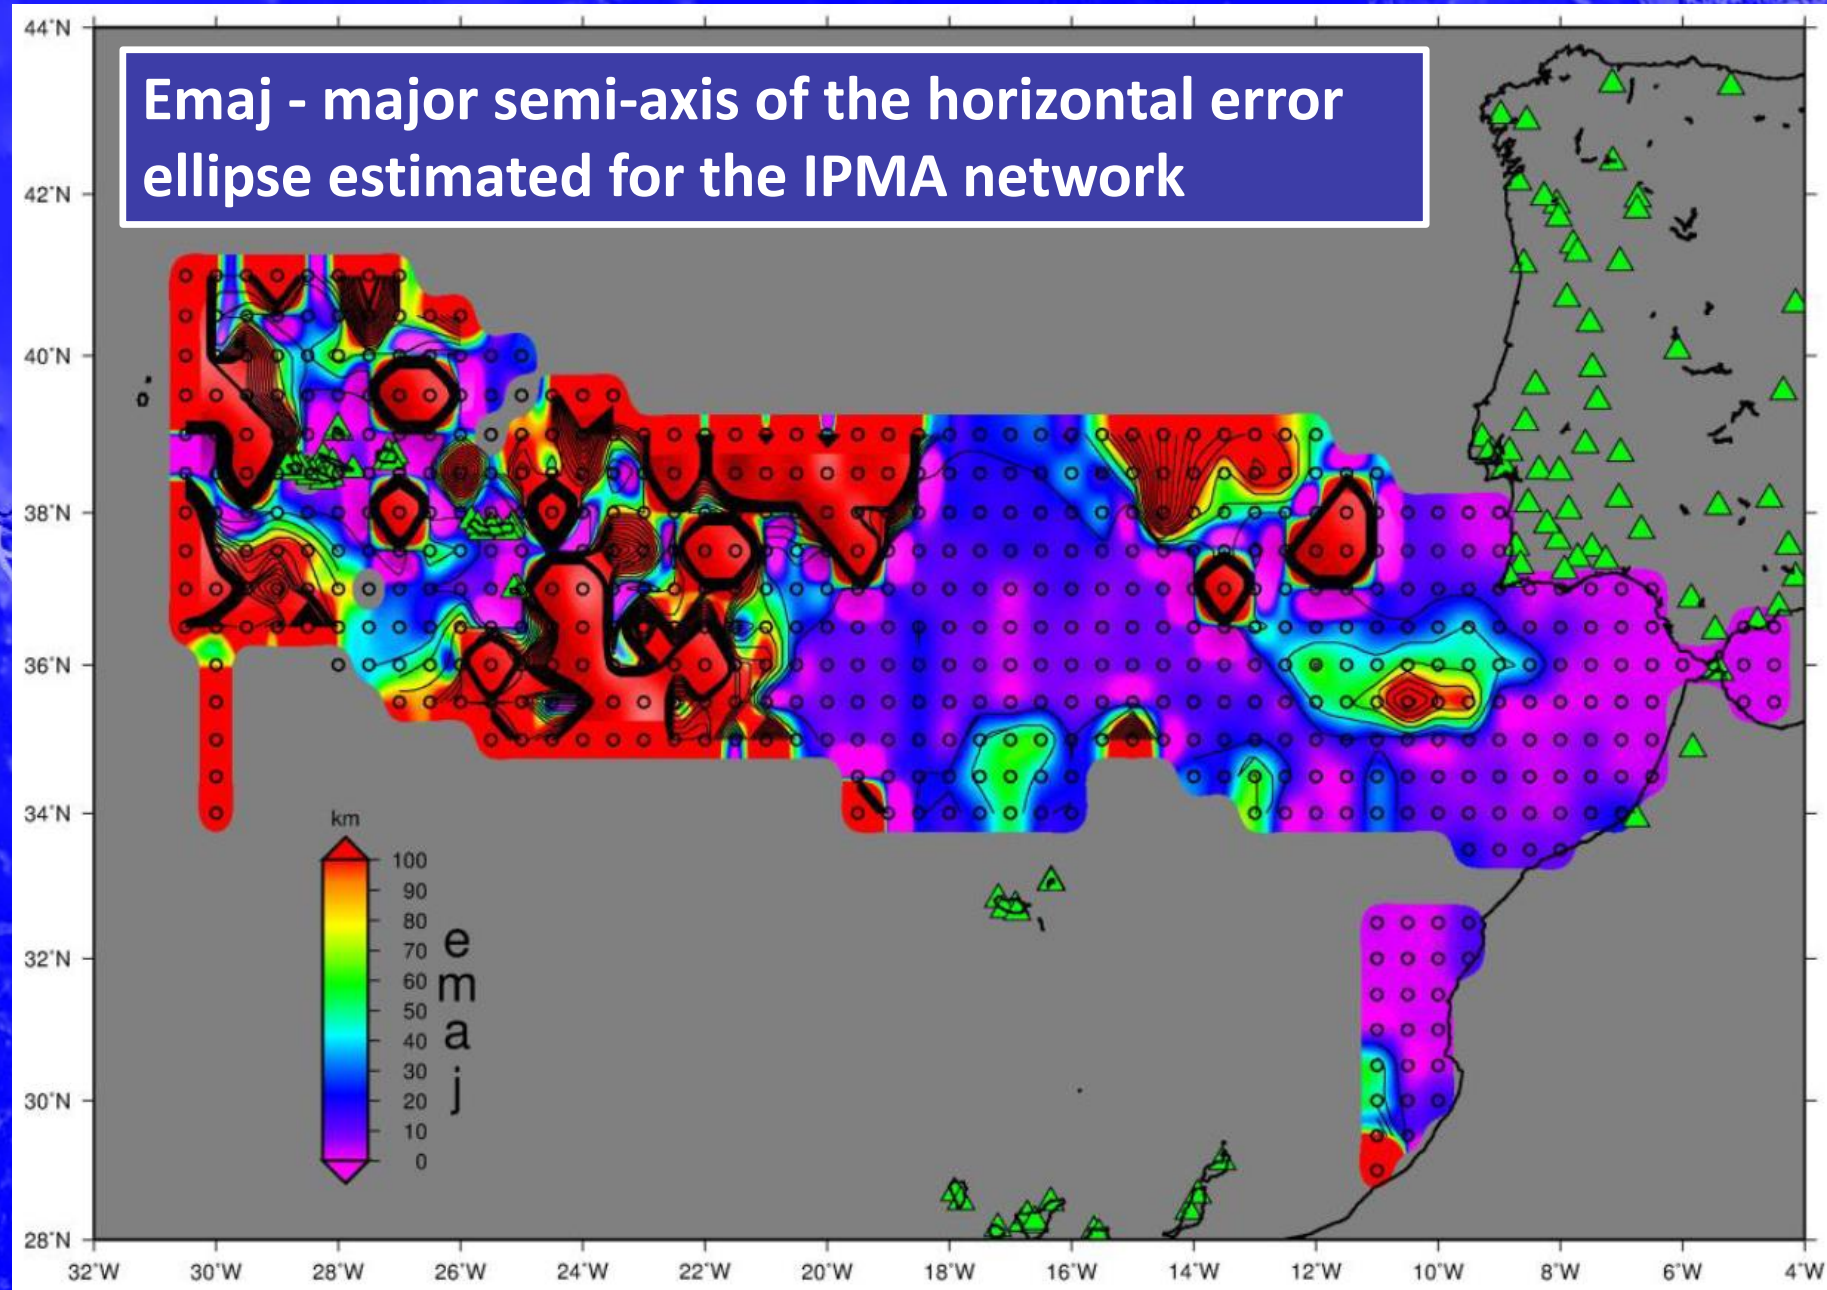 Emaj - major semi-axis of the horizontal error
ellipse estimated for the IPMA network
44°N
42°N
40°N
38°N
36°N
34°N
32°N
30°N
28°N
km
100
90
80
70
60
50
40
30
20
10
0
e
m
a
j
32°W 30°W 28°W 26°W 24°W 22°W 20°W 18°W 16°W 14°W 12°W 10°W 8°W 6°W 4°W